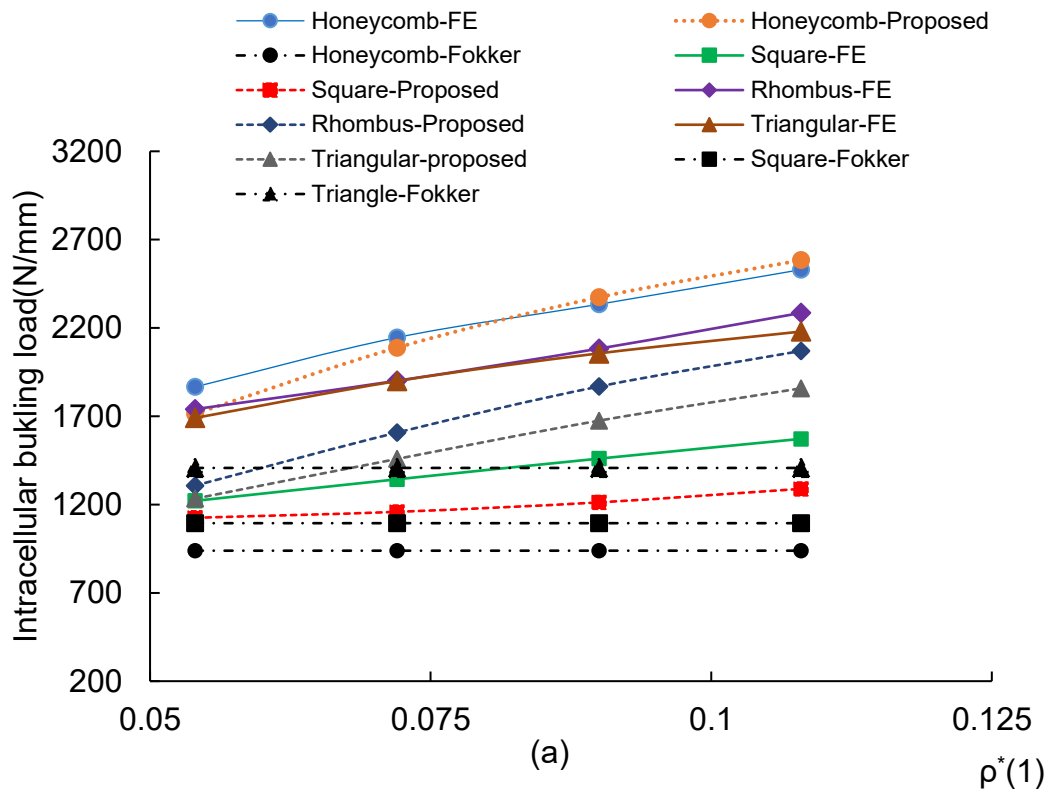 Honeycomb-FE
Honeycomb-Proposed
Honeycomb-Fokker
Square-FE
Square-Proposed
Rhombus-FE
Rhombus-Proposed
Triangular-FE
Triangular-proposed
Square-Fokker
Triangle-Fokker
Intracellular bukling load(N/mm)
3200
2700
2200
1700
1200
700
200
0.05
0.075
0.1
0.125
(a)
ρ*(1)